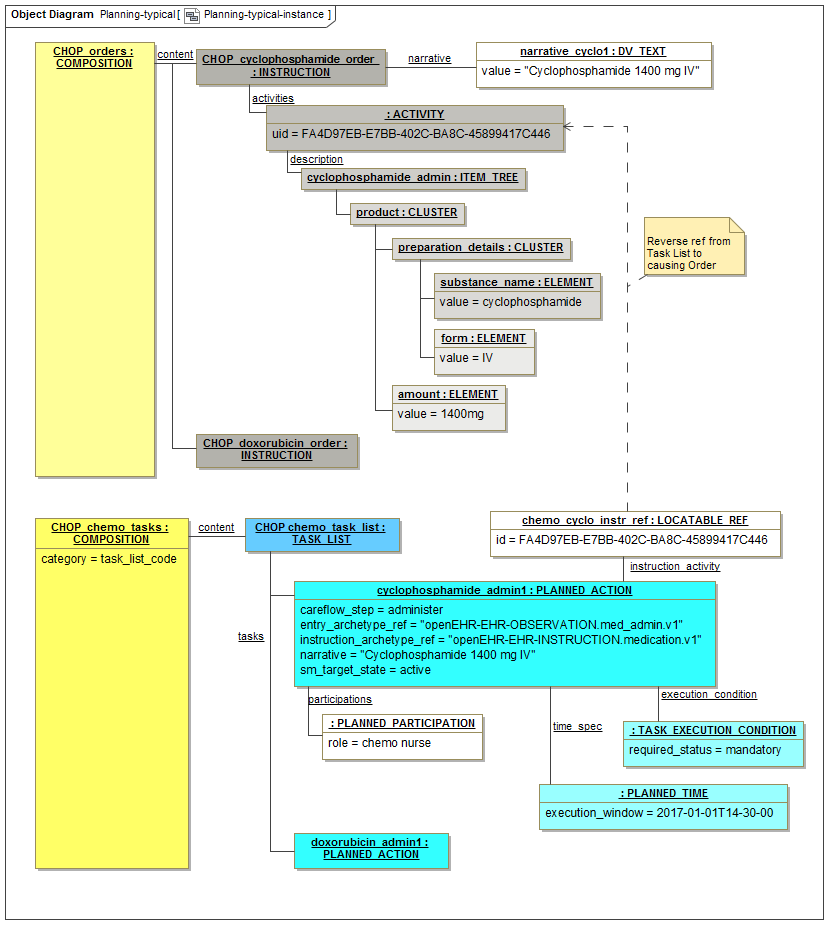 Object Diagram Planning-typical [ Planning-typical-instance ]
CHOP_orders :
COMPOSITION
content
CHOP_cyclophosphamide_order
: INSTRUCTION
narrative
narrative_cyclo1 : DV_TEXT
value = "Cyclophosphamide 1400 mg IV"
activities
: ACTIVITY
uid = FA4D97EB-E7BB-402C-BA8C-45899417C446
description
cyclophosphamide_admin : ITEM_TREE
product : CLUSTER
preparation_details : CLUSTER
substance_name : ELEMENT
value = cyclophosphamide
form : ELEMENT
value = IV
amount : ELEMENT
value = 1400mg
Reverse ref from
Task List to
causing Order
CHOP_doxorubicin_order :
INSTRUCTION
CHOP_chemo_tasks :
COMPOSITION
category = task_list_code
content
CHOP chemo_task_list :
TASK_LIST
chemo_cyclo_instr_ref : LOCATABLE_REF
id = FA4D97EB-E7BB-402C-BA8C-45899417C446
instruction_activity
tasks
cyclophosphamide_admin1 : PLANNED_ACTION
careflow_step = administer
entry_archetype_ref = "openEHR-EHR-OBSERVATION.med_admin.v1"
instruction_archetype_ref = "openEHR-EHR-INSTRUCTION.medication.v1"
narrative = "Cyclophosphamide 1400 mg IV"
sm_target_state = active
participations
: PLANNED_PARTICIPATION
role = chemo nurse
time_spec
execution_condition
: TASK_EXECUTION_CONDITION
required_status = mandatory
: PLANNED_TIME
execution_window = 2017-01-01T14-30-00
doxorubicin_admin1 :
PLANNED_ACTION